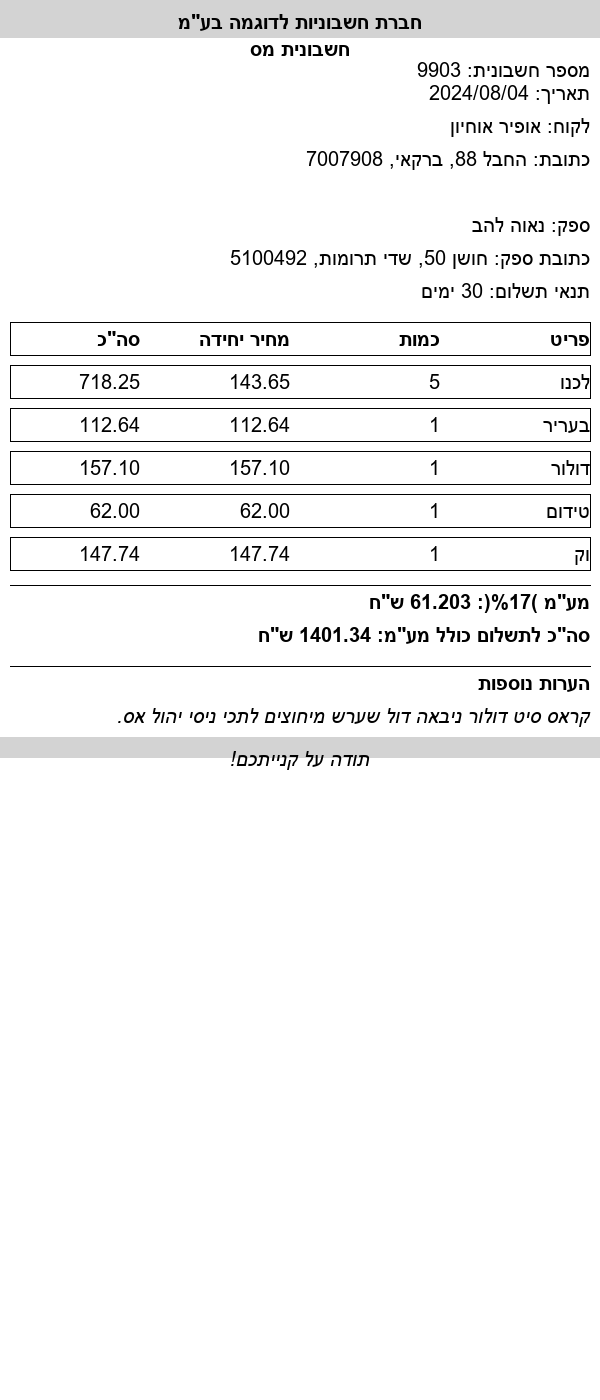 חברת חשבוניות לדוגמה בע"מ
חשבונית מס
מספר חשבונית: 9903
תאריך: 2024/08/04
לקוח: אופיר אוחיון
כתובת: החבל 88, ברקאי, 7007908
ספק: נאוה להב
כתובת ספק: חושן 50, שדי תרומות, 5100492
תנאי תשלום: 30 ימים
פריט כמות מחיר יחידה סה"כ
לכנו 5 143.65 718.25
בעריר 1 112.64 112.64
דולור 1 157.10 157.10
טידום 1 62.00 62.00
וק 1 147.74 147.74
מע"מ )17%(: 61.203 ש"ח
סה"כ לתשלום כולל מע"מ: 1401.34 ש"ח
הערות נוספות
קראס סיט דולור ניבאה דול שערש מיחוצים לתכי ניסי יהול אס.
תודה על קנייתכם!